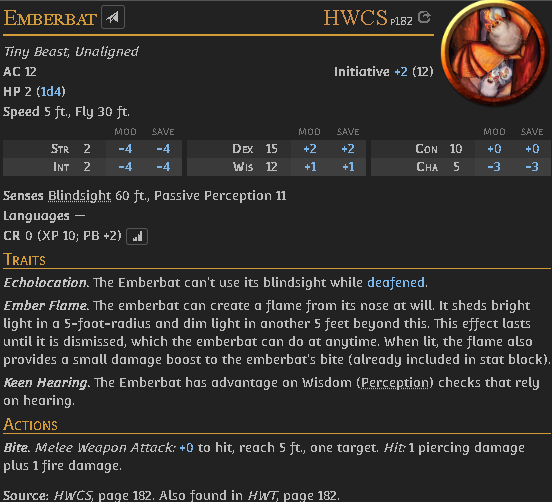 Emberbat HWCS p182
Tiny Beast, Unaligned
AC 12 Initiative +2 (12)
HP 2 (1d4)
Speed 5 ft., Fly 30 ft.
MOD SAVE MOD SAVE MOD SAVE
Str 2 -4 -4 Dex 15 +2 +2 Con 10 +0 +0
Int 2 -4 -4 Wis 12 +1 +1 Cha 5 -3 -3
Senses Blindsight 60 ft., Passive Perception 11
Languages —
CR 0 (XP 10; PB +2)
Traits
Echolocation. The Emberbat can't use its blindsight while deafened.
Ember Flame. The emberbat can create a flame from its nose at will. It sheds bright
light in a 5-foot-radius and dim light in another 5 feet beyond this. This effect lasts
until it is dismissed, which the emberbat can do at anytime. When lit, the flame also
provides a small damage boost to the emberbat's bite (already included in stat block).
Keen Hearing. The Emberbat has advantage on Wisdom (Perception) checks that rely
on hearing.
Actions
Bite. Melee Weapon Attack: +0 to hit, reach 5 ft., one target. Hit: 1 piercing damage
plus 1 fire damage.
Source: HWCS, page 182. Also found in HWT, page 182.